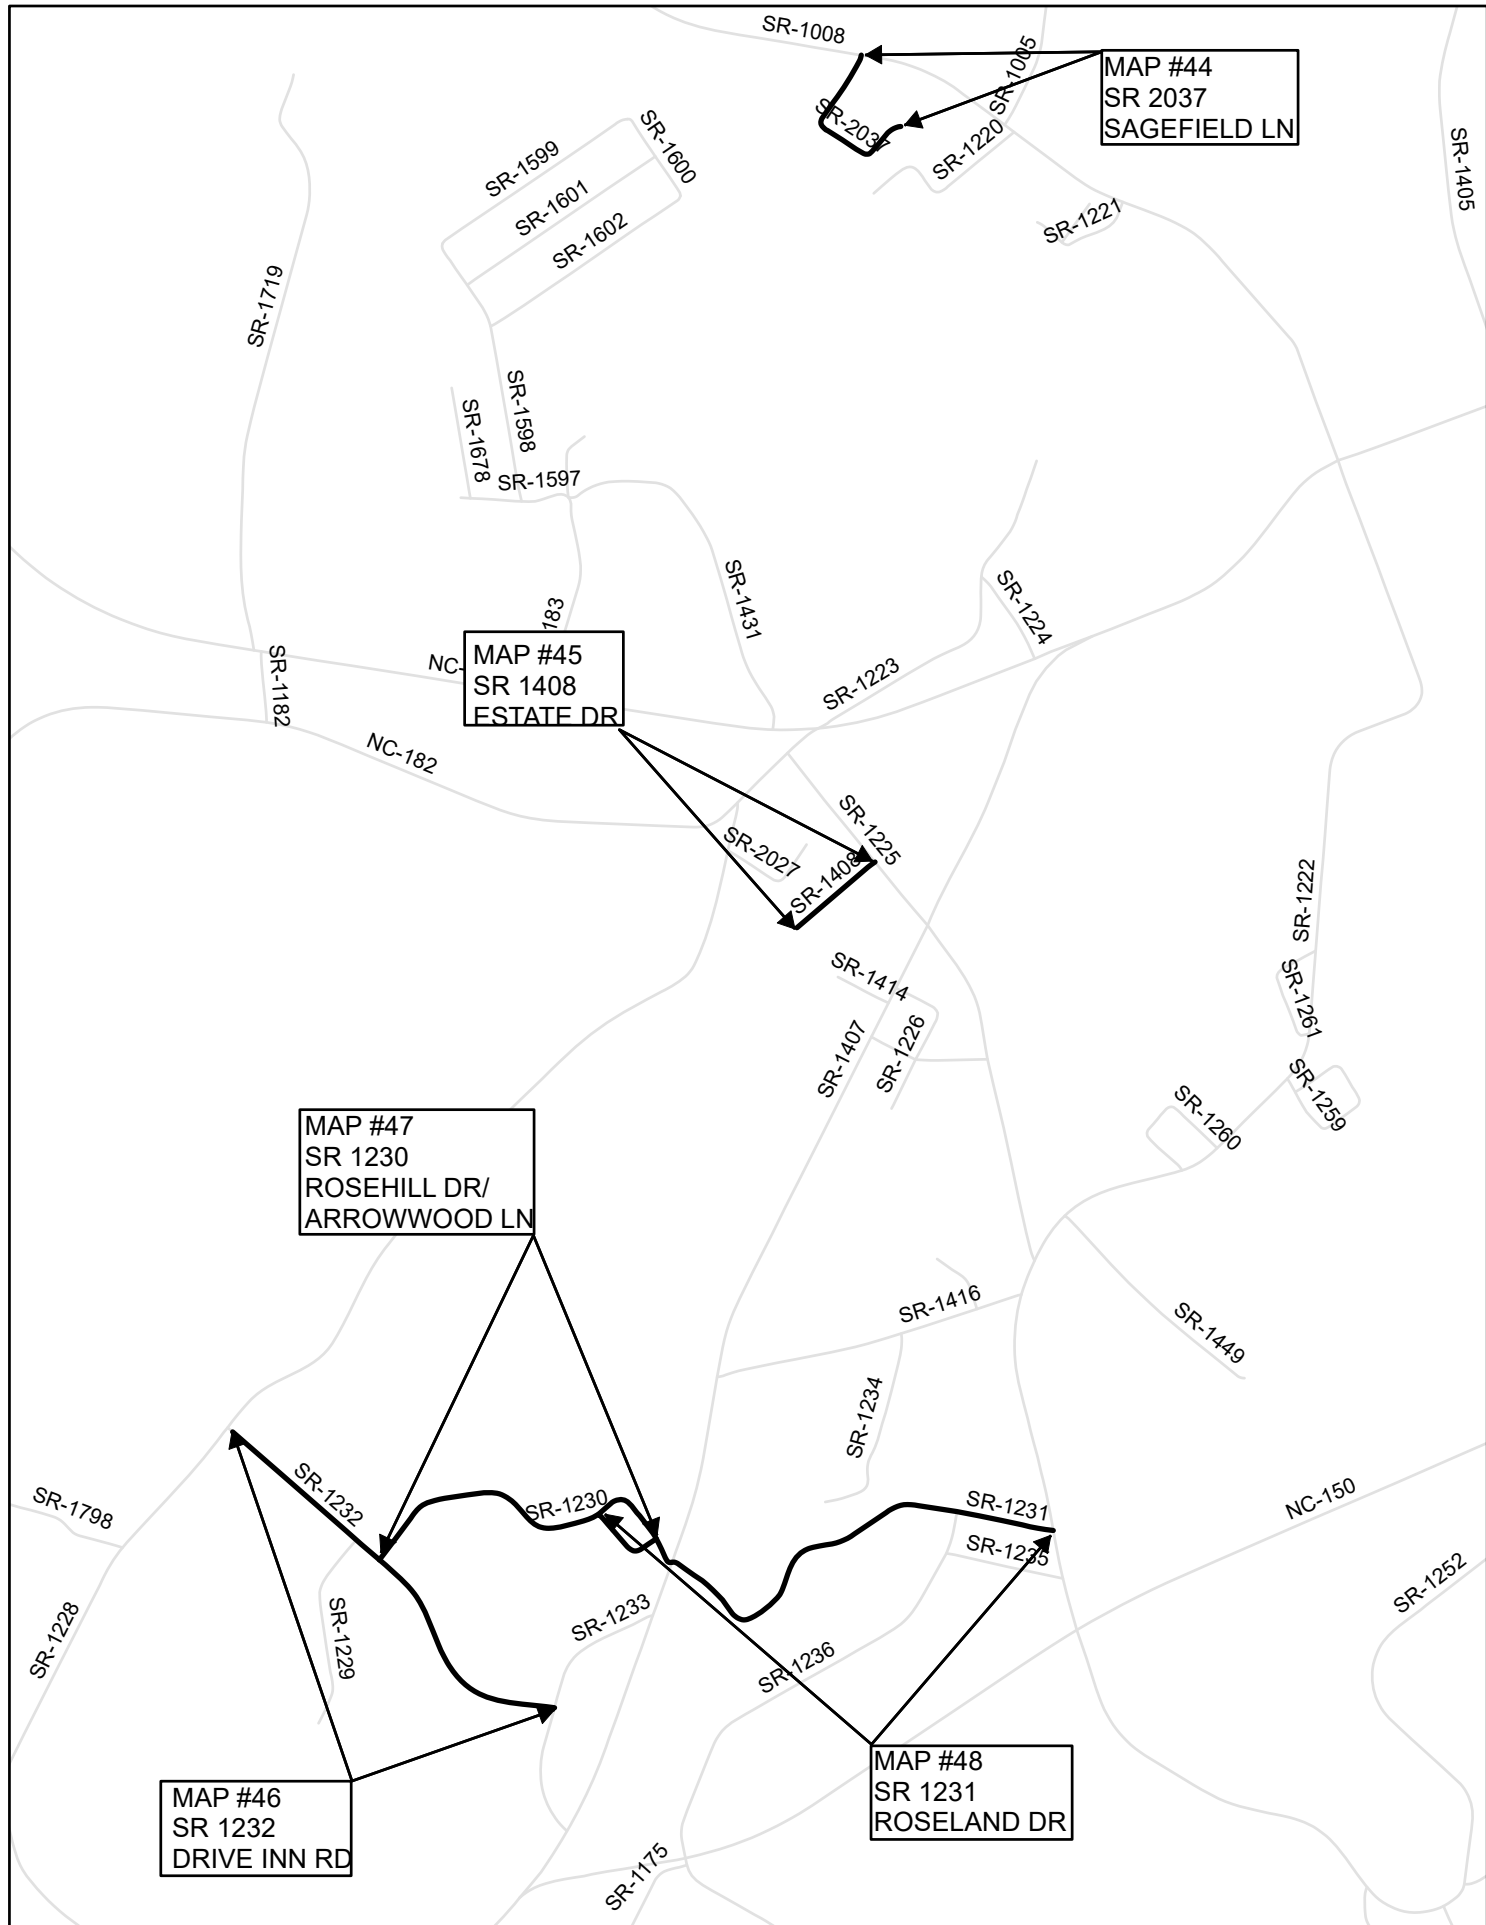 SR-1008
SR-1005
MAP #44
SR 2037
SAGEFIELD LN
SR-2037
SR-1220
SR-1600
SR-1599
SR-1601
SR-1602
SR-1405
SR-1221
SR-1719
SR-1598
SR-1678
SR-1597
SR-1431
SR-1224
183
NC-
MAP #45
SR 1408
ESTATE DR
SR-1182
SR-1223
NC-182
SR-1225
SR-2027
SR-1408
SR-1222
SR-1414
SR-1261
SR-1407
SR-1226
SR-1259
SR-1260
MAP #47
SR 1230
ROSEHILL DR/
ARROWWOOD LN
SR-1416
SR-1449
SR-1234
SR-1232
SR-1798
SR-1230
SR-1231
NC-150
SR-1235
SR-1252
SR-1228
SR-1229
SR-1233
SR-1236
MAP #48
SR 1231
ROSELAND DR
MAP #46
SR 1232
DRIVE INN RD
SR-1175